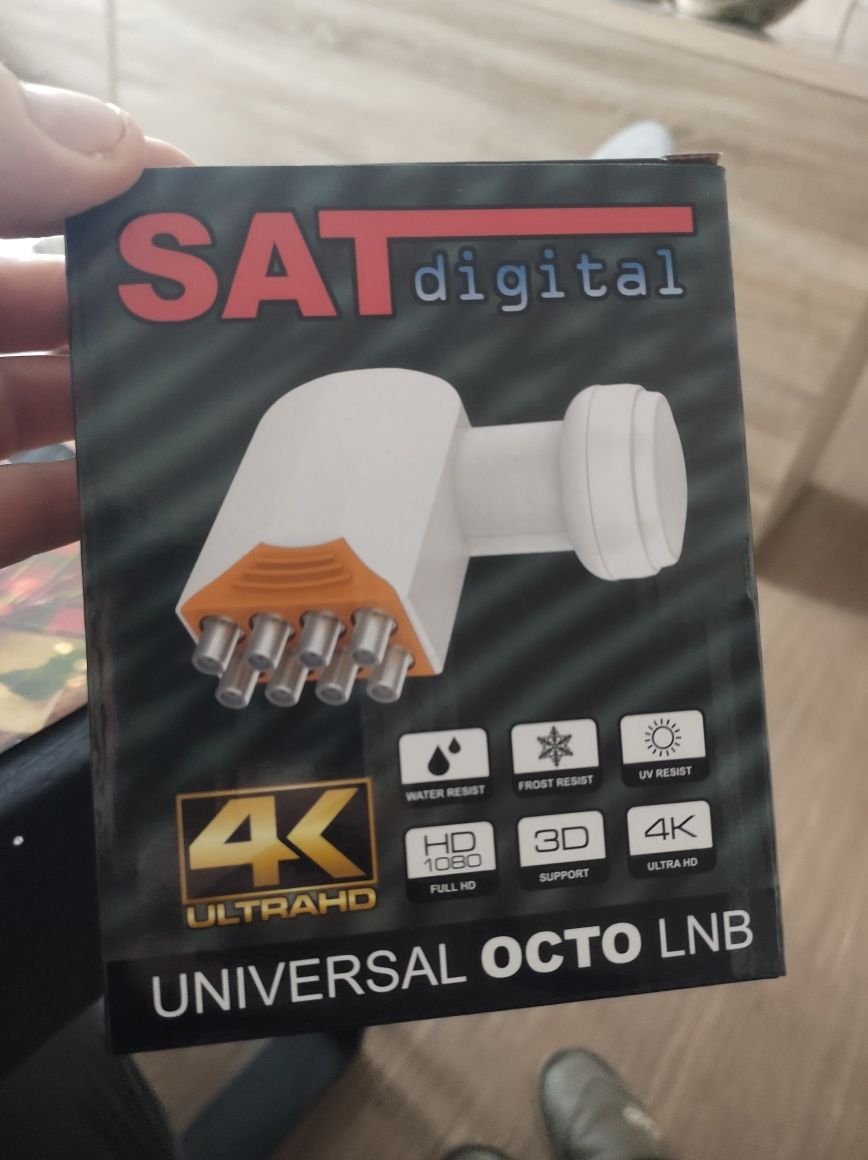 SAT digital
WATER RESIST
FROST RESIST
UV RESIST
4K
ULTRAHD
HD
1080
FULL HD
3D
SUPPORT
4K
ULTRA HD
UNIVERSAL OCTO LNB